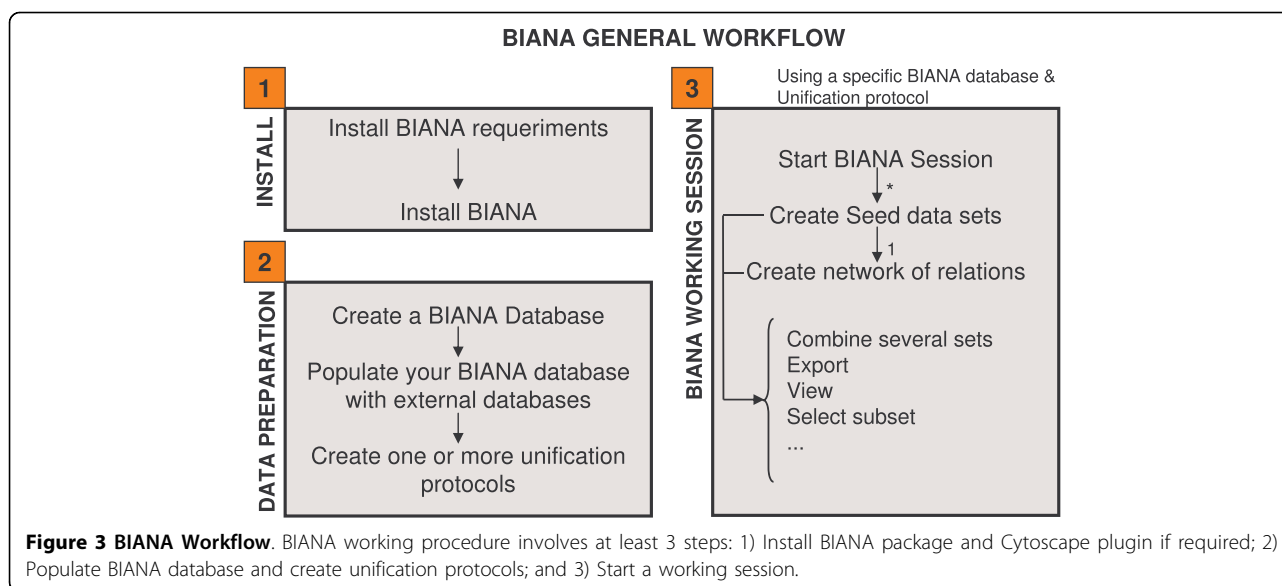 BIANA GENERAL WORKFLOW
1
INSTALL
Install BIANA requeriments
Install BIANA
2
DATA PREPARATION
Create a BIANA Database
Populate your BIANA database
with external databases
Create one or more unification
protocols
3
Using a specific BIANA database &
Unification protocol
BIANA WORKING SESSION
Start BIANA Session
*
Create Seed data sets
1
Create network of relations
Combine several sets
Export
View
Select subset
...
Figure 3 BIANA Workflow. BIANA working procedure involves at least 3 steps: 1) Install BIANA package and Cytoscape plugin if required; 2)
Populate BIANA database and create unification protocols; and 3) Start a working session.